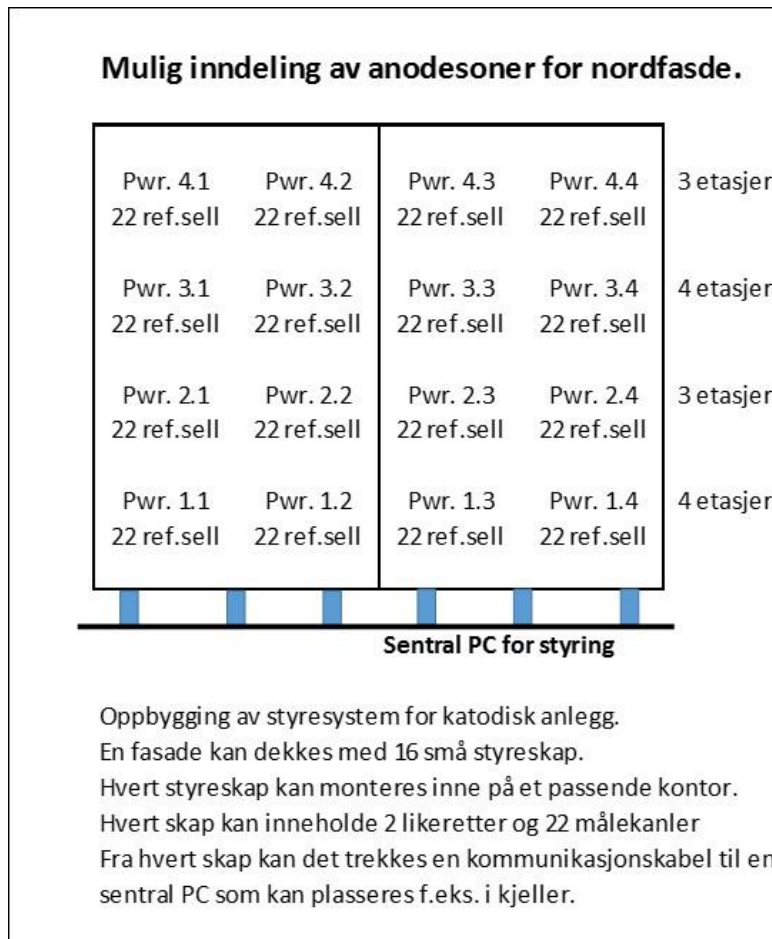 Mulig inndeling av anodesoner for nordfasde.
Pwr. 4.1 Pwr. 4.2 Pwr. 4.3 Pwr. 4.4 3 etasjer
22 ref.sell 22 ref.sell 22 ref.sell 22 ref.sell
Pwr. 3.1 Pwr. 3.2 Pwr. 3.3 Pwr. 3.4 4 etasjer
22 ref.sell 22 ref.sell 22 ref.sell 22 ref.sell
Pwr. 2.1 Pwr. 2.2 Pwr. 2.3 Pwr. 2.4 3 etasjer
22 ref.sell 22 ref.sell 22 ref.sell 22 ref.sell
Pwr. 1.1 Pwr. 1.2 Pwr. 1.3 Pwr. 1.4 4 etasjer
22 ref.sell 22 ref.sell 22 ref.sell 22 ref.sell
Sentral PC for styring
Oppbygging av styresystem for katodisk anlegg.
En fasade kan dekkes med 16 små styreskap.
Hvert styreskap kan monteres inne på et passende kontor.
Hvert skap kan inneholde 2 likeretter og 22 målekanler
Fra hvert skap kan det trekkes en kommunikasjonskabel til en
sentral PC som kan plasseres f.eks. i kjeller.